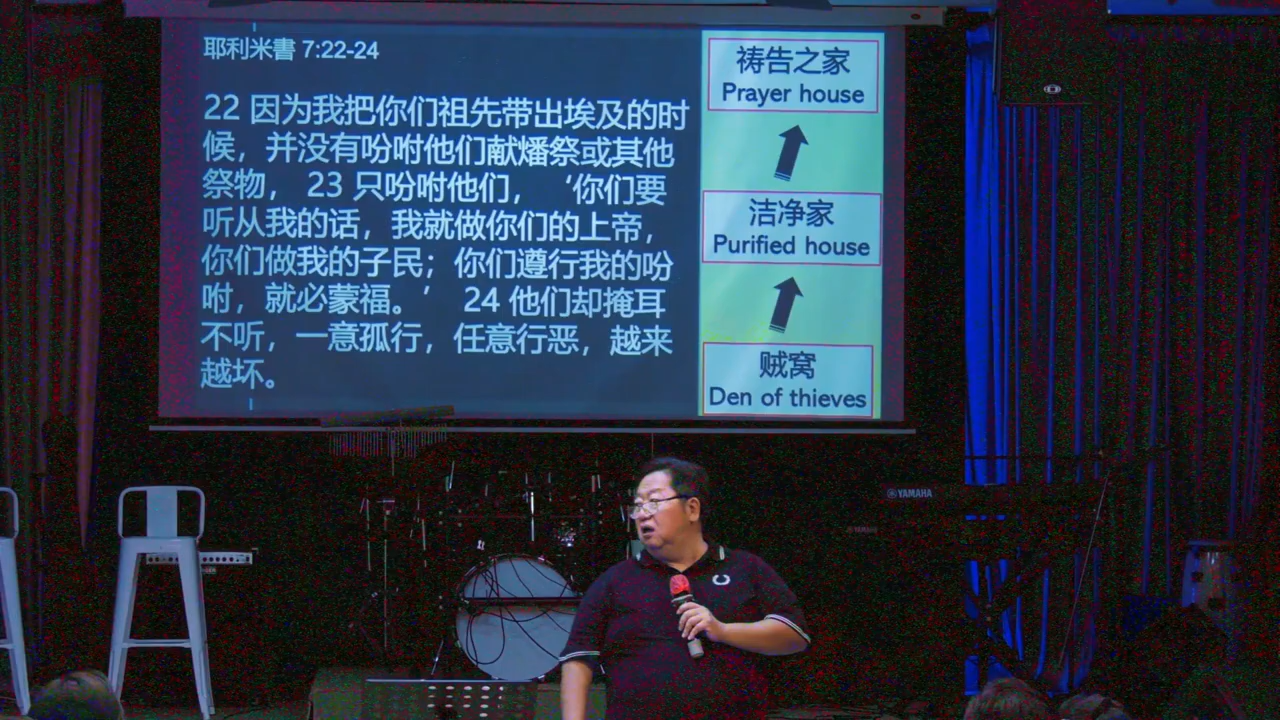 耶利米書 7:22-24
22 因为我把你们祖先带出埃及的时
候，并没有吩咐他们献燔祭或其他
祭物， 23 只吩咐他们， ‘你们要
听从我的话，我就做你们的上帝，
你们做我的子民；你们遵行我的吩
咐，就必蒙福。’ 24 他们却掩耳
不听，一意孤行，任意行恶，越来
越坏。
祷告之家
Prayer house
洁净家
Purified house
贼窝
Den of thieves
YAMAHA
YAMAHA